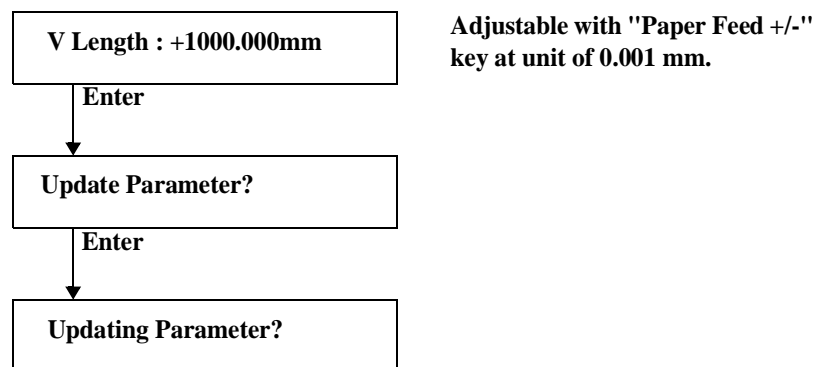 V Length : +1000.000mm
Adjustable with "Paper Feed +/-"
key at unit of 0.001 mm.
Enter
Update Parameter?
Enter
Updating Parameter?